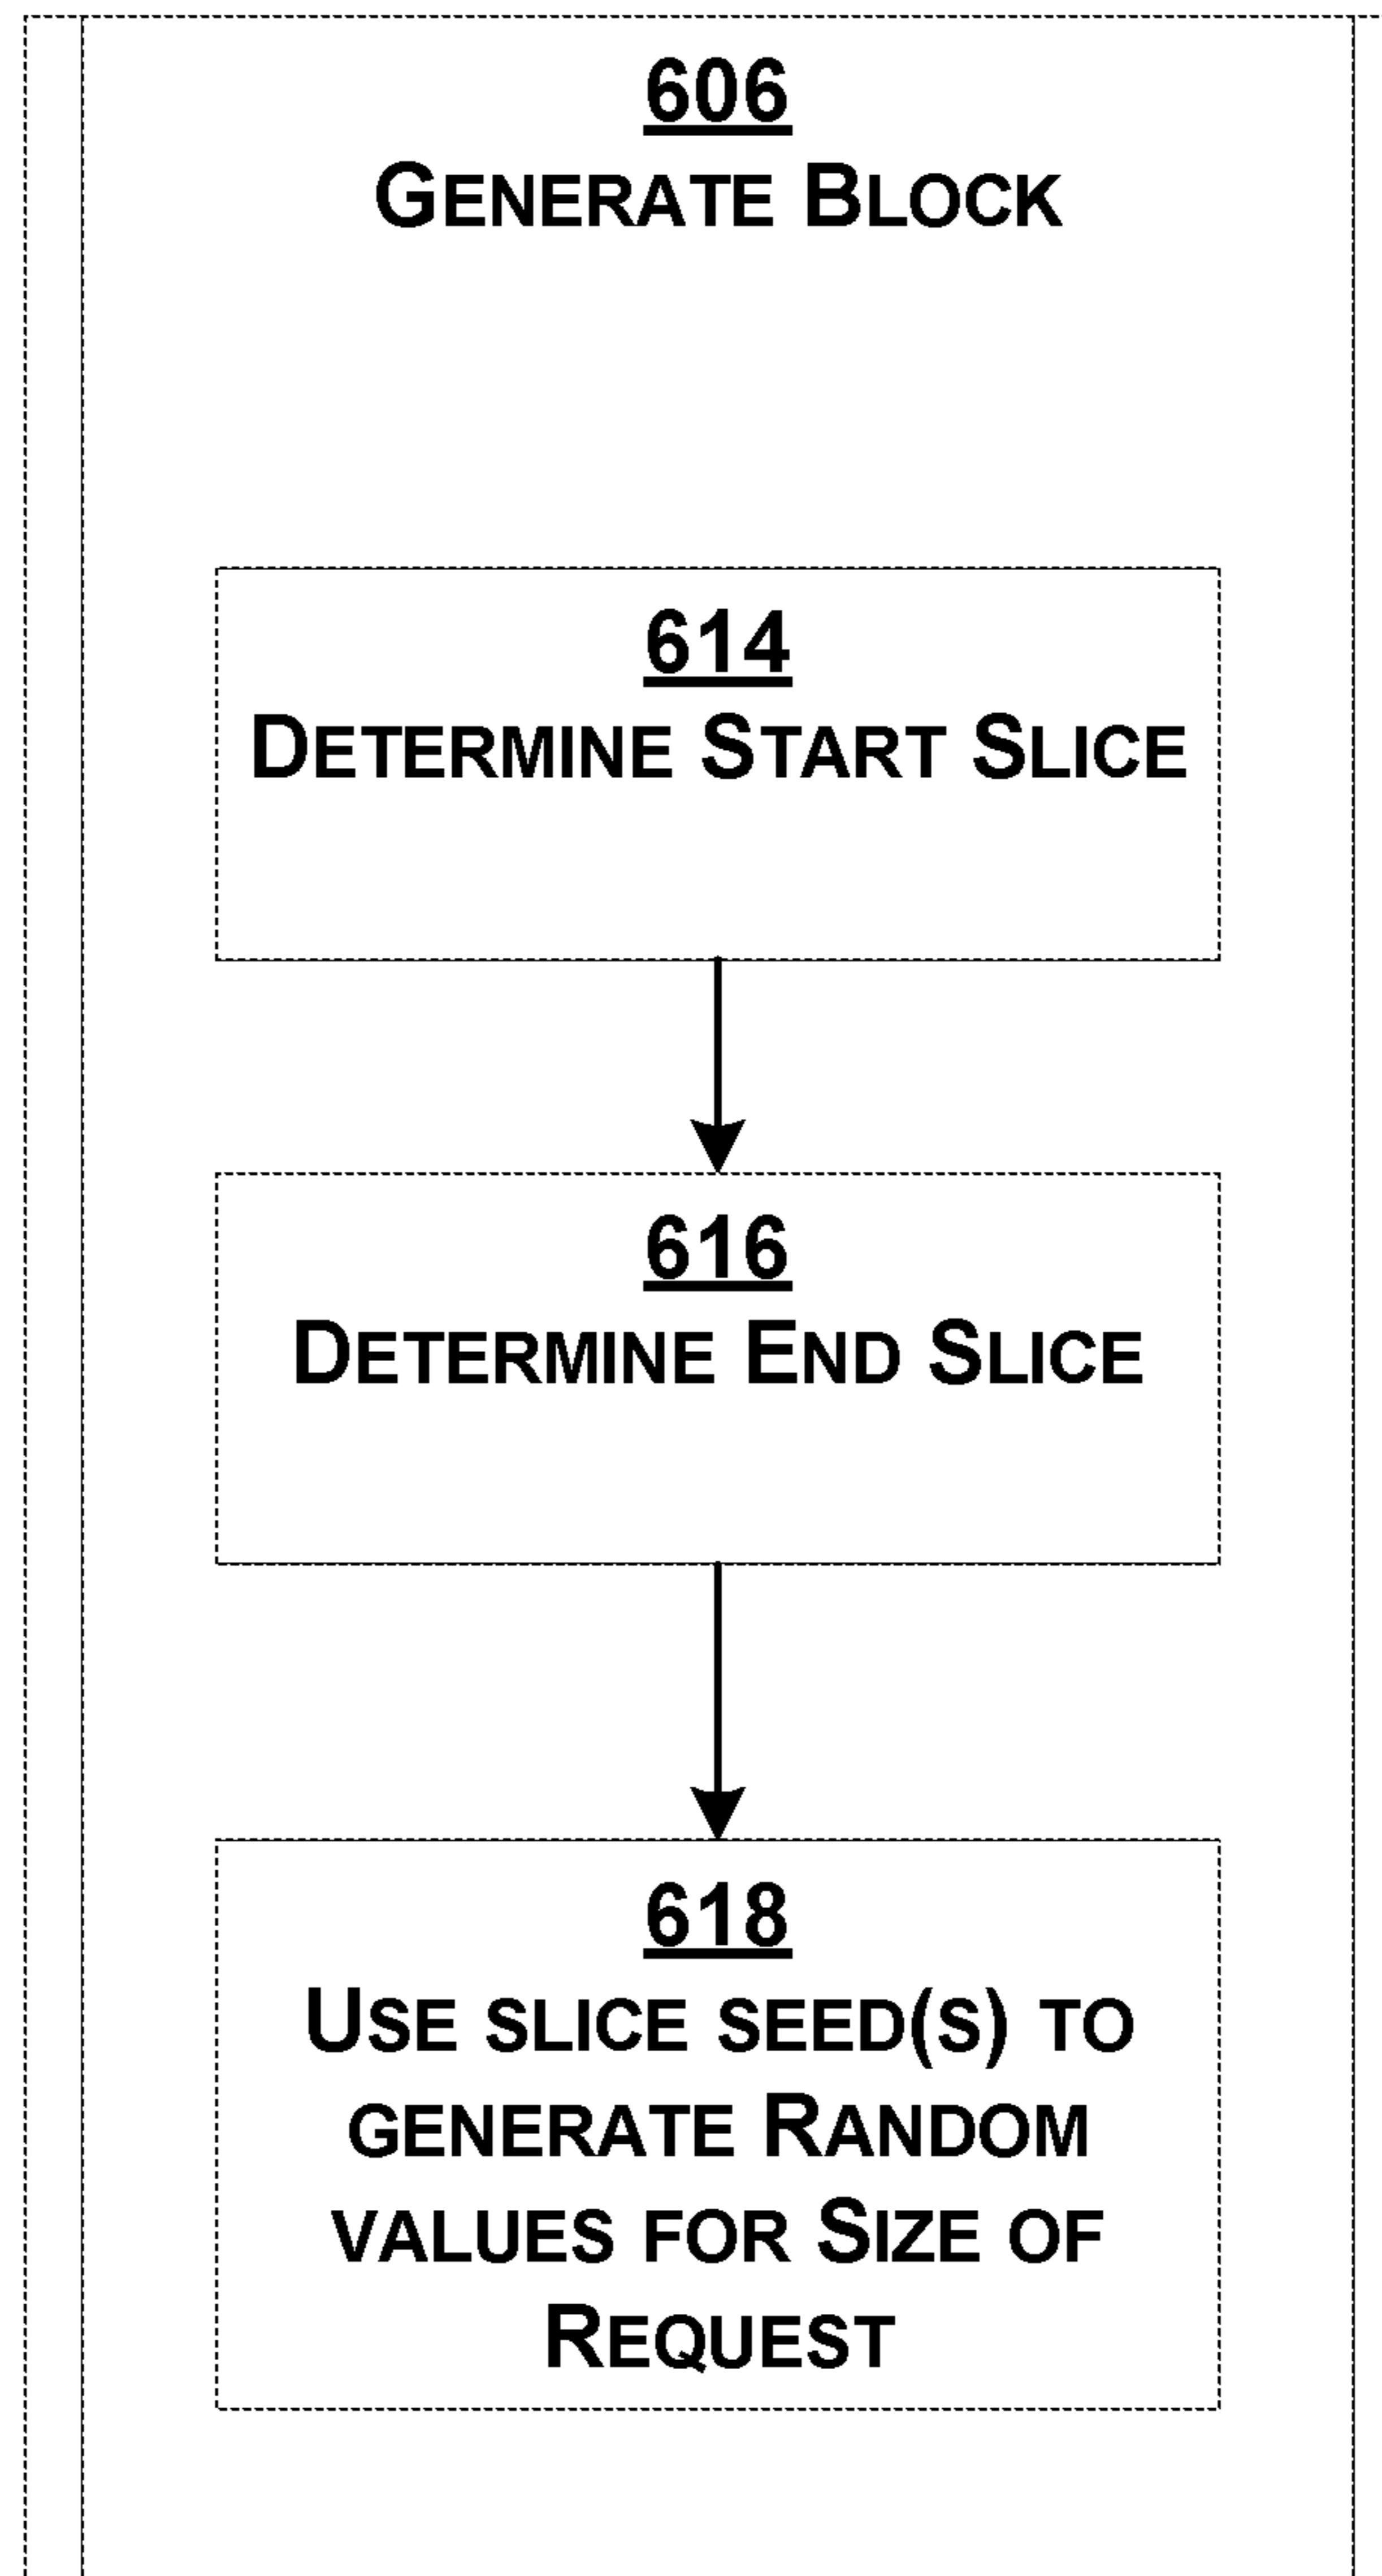 606
GENERATE BLOCK
614
DETERMINE START SLICE
616
DETERMINE END SLICE
618
USE SLICE SEED(S) TO
GENERATE RANDOM
VALUES FOR SIZE OF
REQUEST